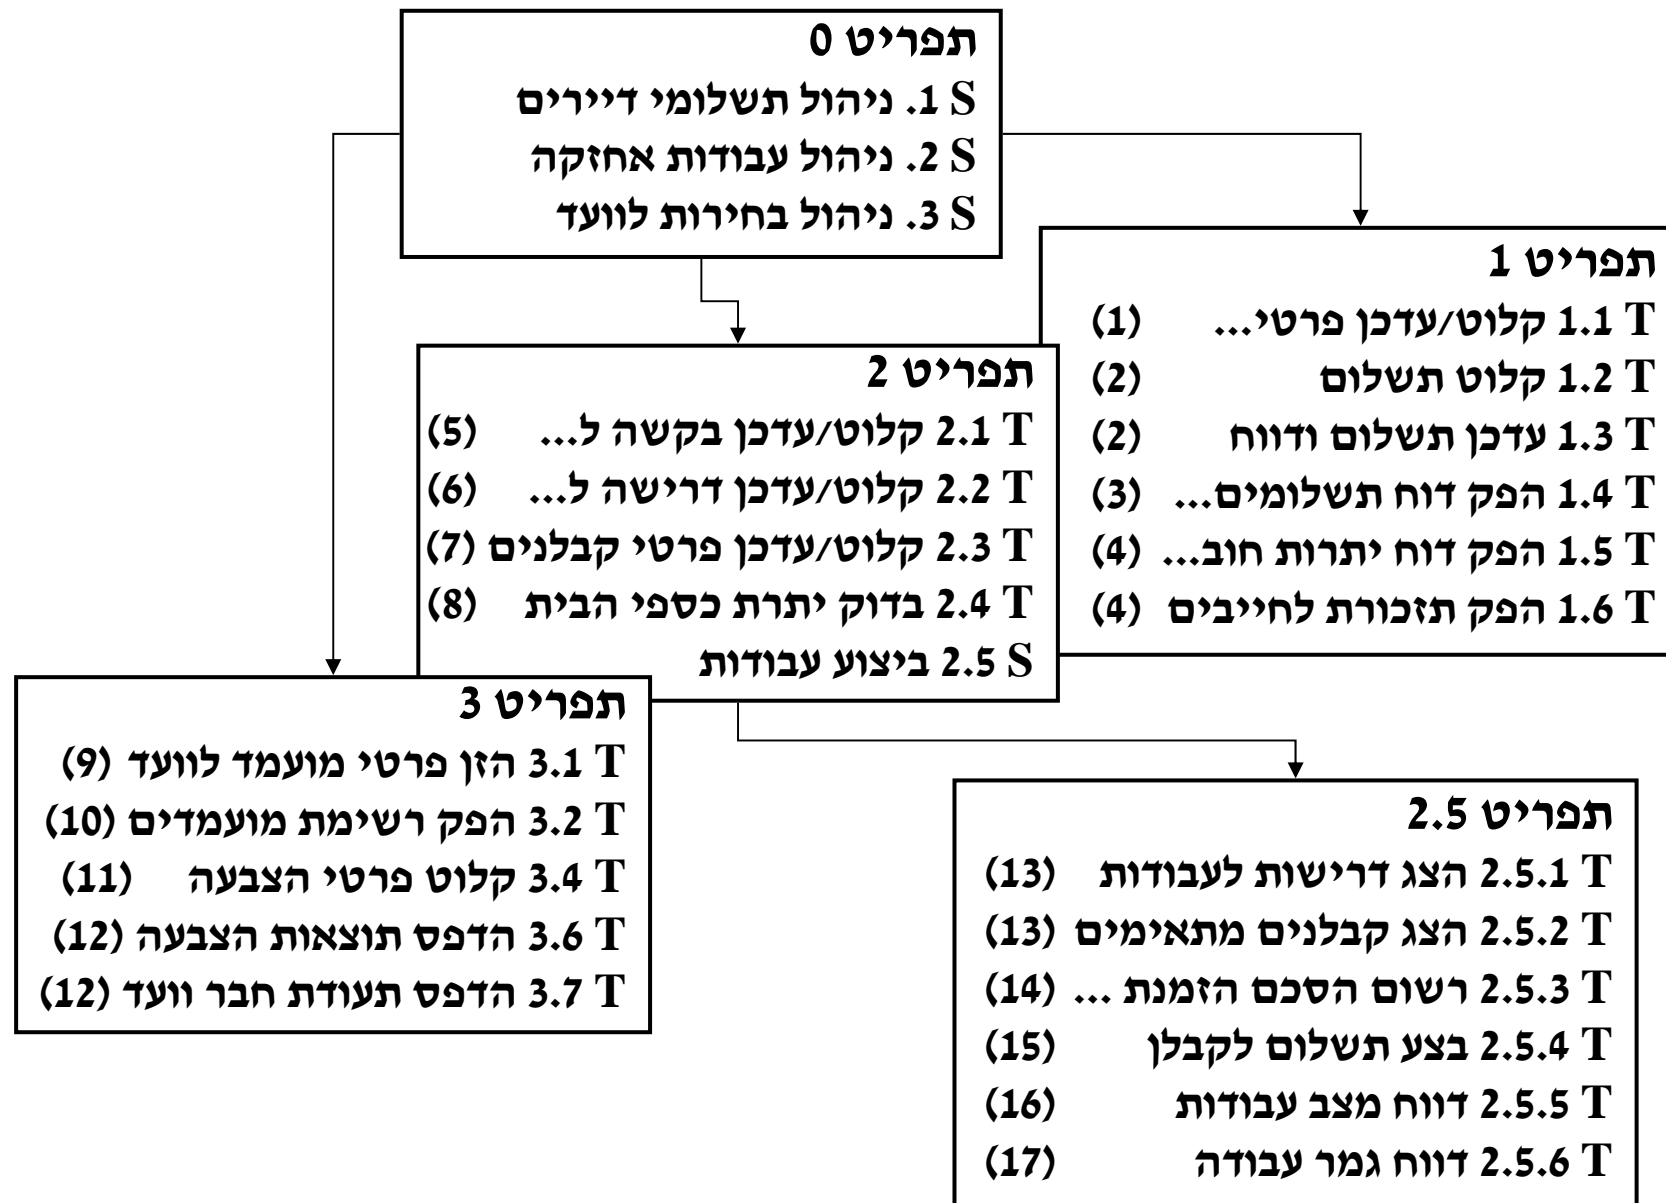 תפריט 0
S 1. ניהול תשלומי דיירים
S 2. ניהול עבודות אחזקה
S 3. ניהול בחירות לוועד
תפריט 1
T 1.1 קלוט/עדכן פרטי... (1)
T 1.2 קלוט תשלום (2)
T 1.3 עדכן תשלום ודווח (2)
T 1.4 הפק דוח תשלומים... (3)
T 1.5 הפק דוח יתרות חוב... (4)
T 1.6 הפק תזכורת לחייבים (4)
תפריט 2
T 2.1 קלוט/עדכן בקשה ל... (5)
T 2.2 קלוט/עדכן דרישה ל... (6)
T 2.3 קלוט/עדכן פרטי קבלנים (7)
T 2.4 בדוק יתרת כספי הבית (8)
S 2.5 ביצוע עבודות
תפריט 3
T 3.1 הזן פרטי מועמד לוועד (9)
T 3.2 הפק רשימת מועמדים (10)
T 3.4 קלוט פרטי הצבעה (11)
T 3.6 הדפס תוצאות הצבעה (12)
T 3.7 הדפס תעודת חבר וועד (12)
תפריט 2.5
T 2.5.1 הצג דרישות לעבודות (13)
T 2.5.2 הצג קבלנים מתאימים (13)
T 2.5.3 רשום הסכם הזמנת ... (14)
T 2.5.4 בצע תשלום לקבלן (15)
T 2.5.5 דווח מצב עבודות (16)
T 2.5.6 דווח גמר עבודה (17)